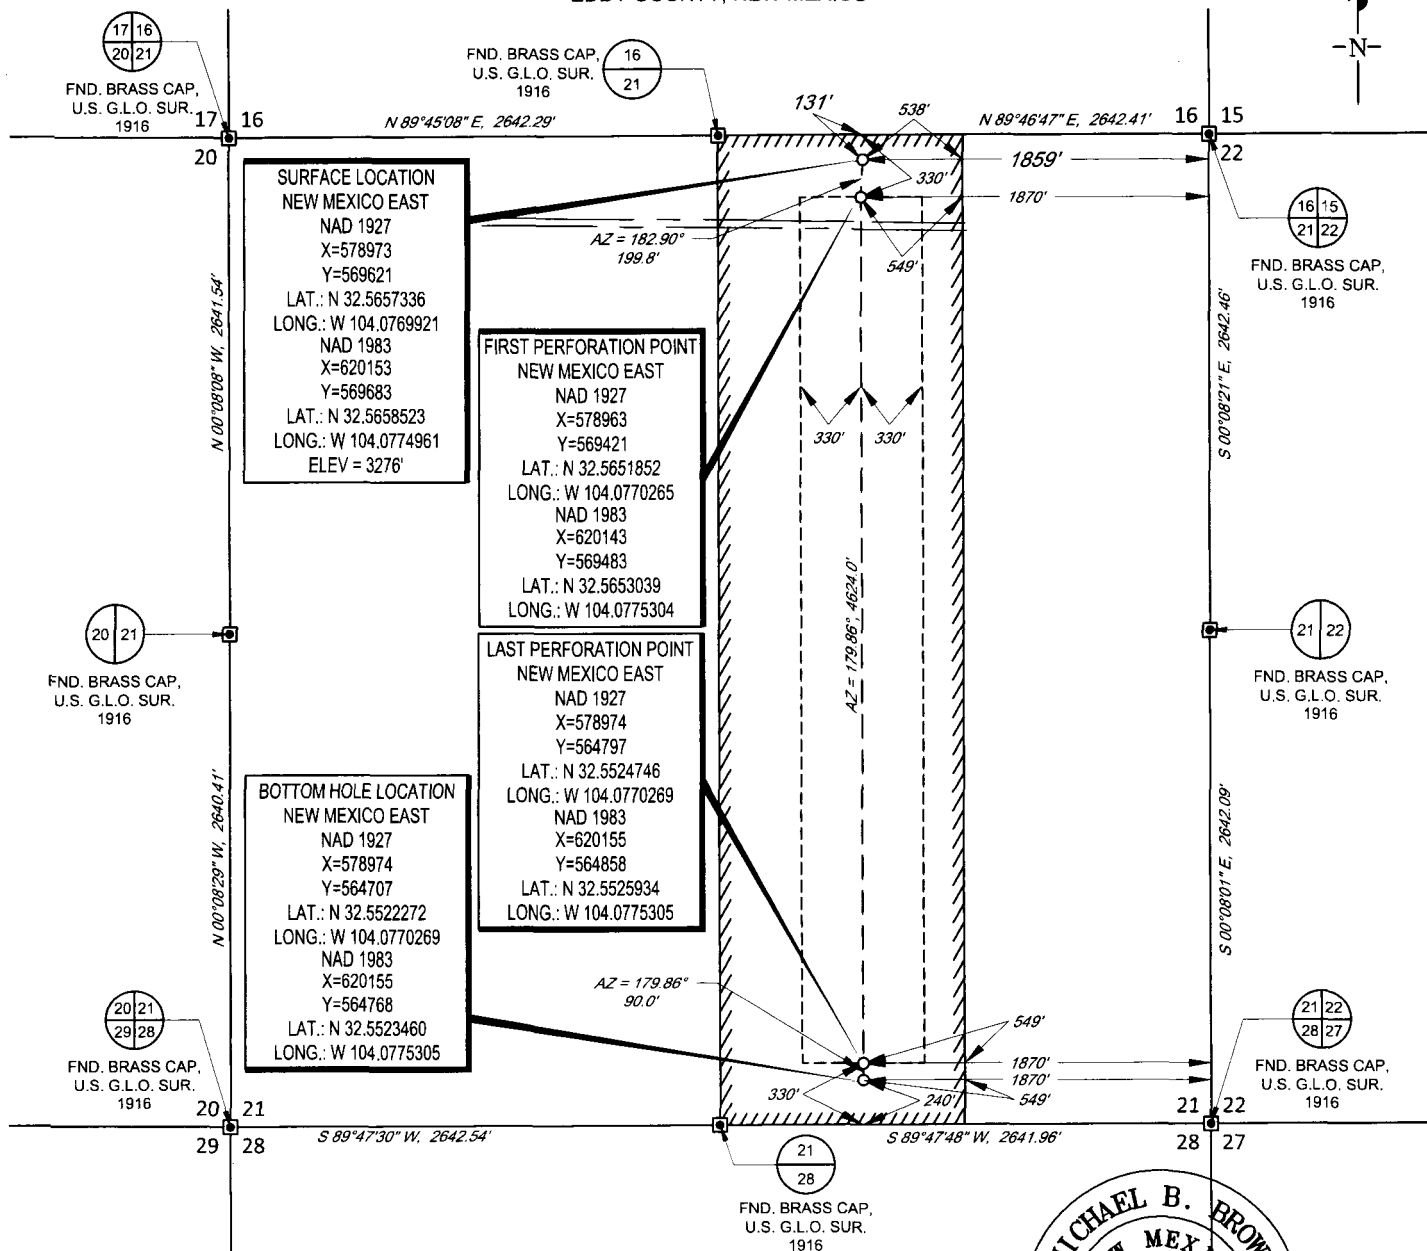 17 16
20 21
FND. BRASS CAP,
U.S. G.L.O. SUR.
1916
FND. BRASS CAP,
U.S. G.L.O. SUR.
1916
16
21
-N-
17 16
20
N 89°45'08" E, 2642.29'
131'
538'
N 89°46'47" E, 2642.41'
16 15
22
1859'
330'
1870'
AZ = 182.90°
199.8'
549'
16 15
21 22
FND. BRASS CAP,
U.S. G.L.O. SUR.
1916
SURFACE LOCATION
NEW MEXICO EAST
NAD 1927
X=578973
Y=569621
LAT.: N 32.5657336
LONG.: W 104.0769921
NAD 1983
X=620153
Y=569683
LAT.: N 32.5658523
LONG.: W 104.0774961
ELEV = 3276'
N 00°08'08" W, 2641.54'
S 00°08'21" E, 2642.46'
FIRST PERFORATION POINT
NEW MEXICO EAST
NAD 1927
X=578963
Y=569421
LAT.: N 32.5651852
LONG.: W 104.0770265
NAD 1983
X=620143
Y=569483
LAT.: N 32.5653039
LONG.: W 104.0775304
330'
330'
AZ = 179.86°, 4624.0'
20 21
FND. BRASS CAP,
U.S. G.L.O. SUR.
1916
21 22
FND. BRASS CAP,
U.S. G.L.O. SUR.
1916
LAST PERFORATION POINT
NEW MEXICO EAST
NAD 1927
X=578974
Y=564797
LAT.: N 32.5524746
LONG.: W 104.0770269
NAD 1983
X=620155
Y=564858
LAT.: N 32.5525934
LONG.: W 104.0775305
N 00°08'29" W, 2640.41'
S 00°08'01" E, 2642.09'
BOTTOM HOLE LOCATION
NEW MEXICO EAST
NAD 1927
X=578974
Y=564707
LAT.: N 32.5522272
LONG.: W 104.0770269
NAD 1983
X=620155
Y=564768
LAT.: N 32.5523460
LONG.: W 104.0775305
AZ = 179.86°
90.0'
549'
1870'
1870'
549'
330'
240'
20 21
29 28
FND. BRASS CAP,
U.S. G.L.O. SUR.
1916
21 22
28 27
FND. BRASS CAP,
U.S. G.L.O. SUR.
1916
20 21
29 28
S 89°47'30" W, 2642.54'
S 89°47'48" W, 2641.96'
21 22
28 27
21
28
FND. BRASS CAP,
U.S. G.L.O. SUR.
1916
MICHAEL B. BROW